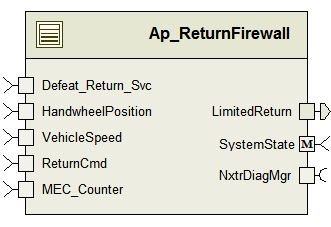 Ap_ReturnFirewall
Defeat_Return_Svc
HandwheelPosition
LimitedReturn
VehicleSpeed
SystemState M
ReturnCmd
NxtrDiagMgr
MEC_Counter